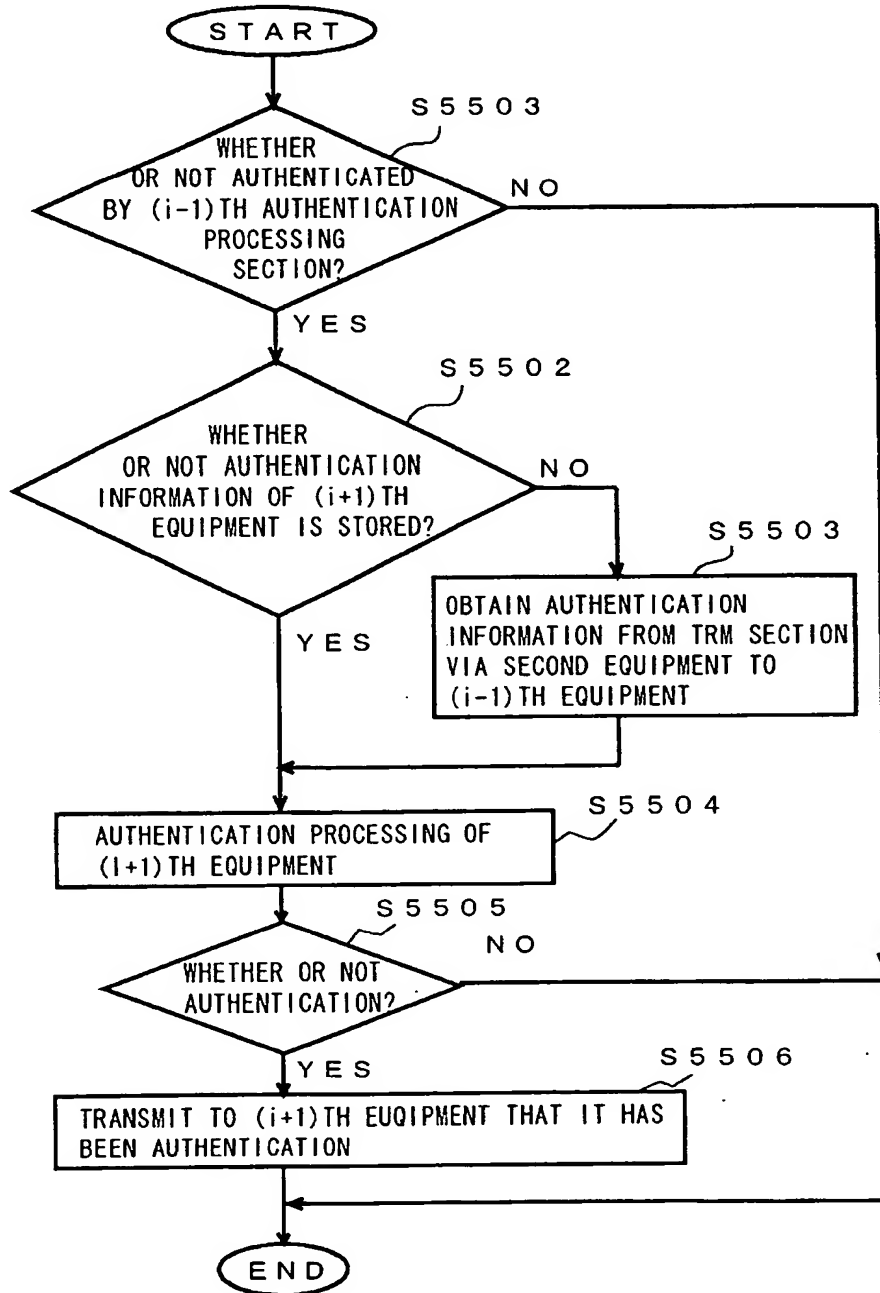 START
S5503
WHETHER
OR NOT AUTHENTICATED
BY (i-1)TH AUTHENTICATION
PROCESSING
SECTION?
NO
YES
S5502
WHETHER
OR NOT AUTHENTICATION
INFORMATION OF (i+1)TH
EQUIPMENT IS STORED?
NO
S5503
OBTAIN AUTHENTICATION
INFORMATION FROM TRM SECTION
VIA SECOND EQUIPMENT TO
(i-1)TH EQUIPMENT
YES
S5504
AUTHENTICATION PROCESSING OF
(I+1)TH EQUIPMENT
S5505
NO
WHETHER OR NOT
AUTHENTICATION?
YES
S5506
TRANSMIT TO (i+1)TH EUQIPMENT THAT IT HAS
BEEN AUTHENTICATION
END